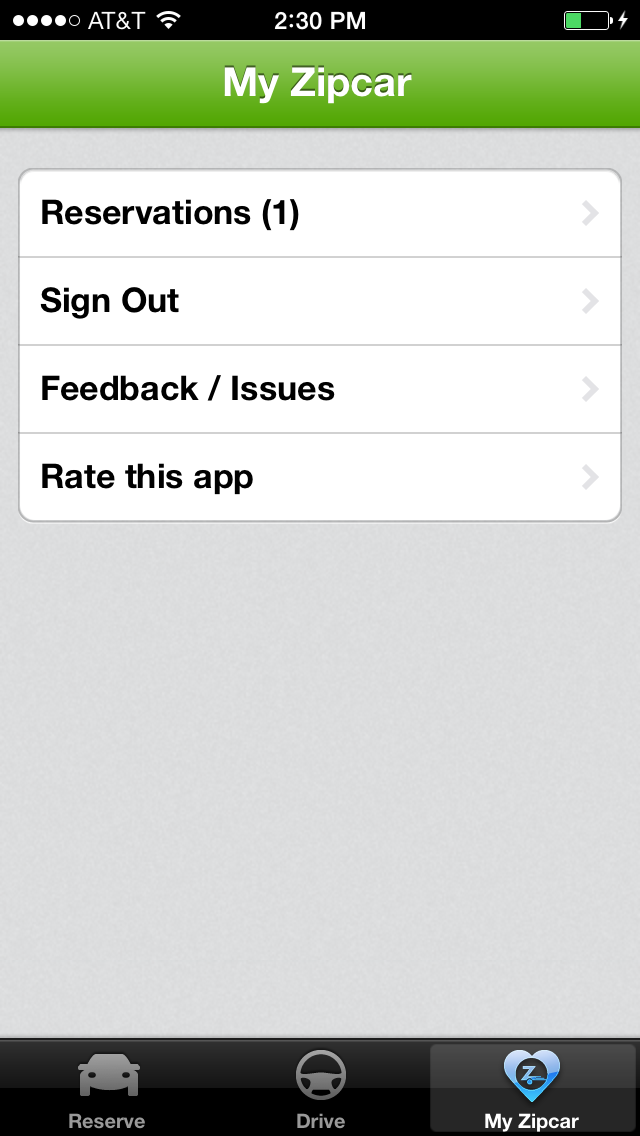 AT&T 2:30 PM
My Zipcar
Reservations (1)
Sign Out
Feedback / Issues
Rate this app
Z
Reserve Drive My Zipcar